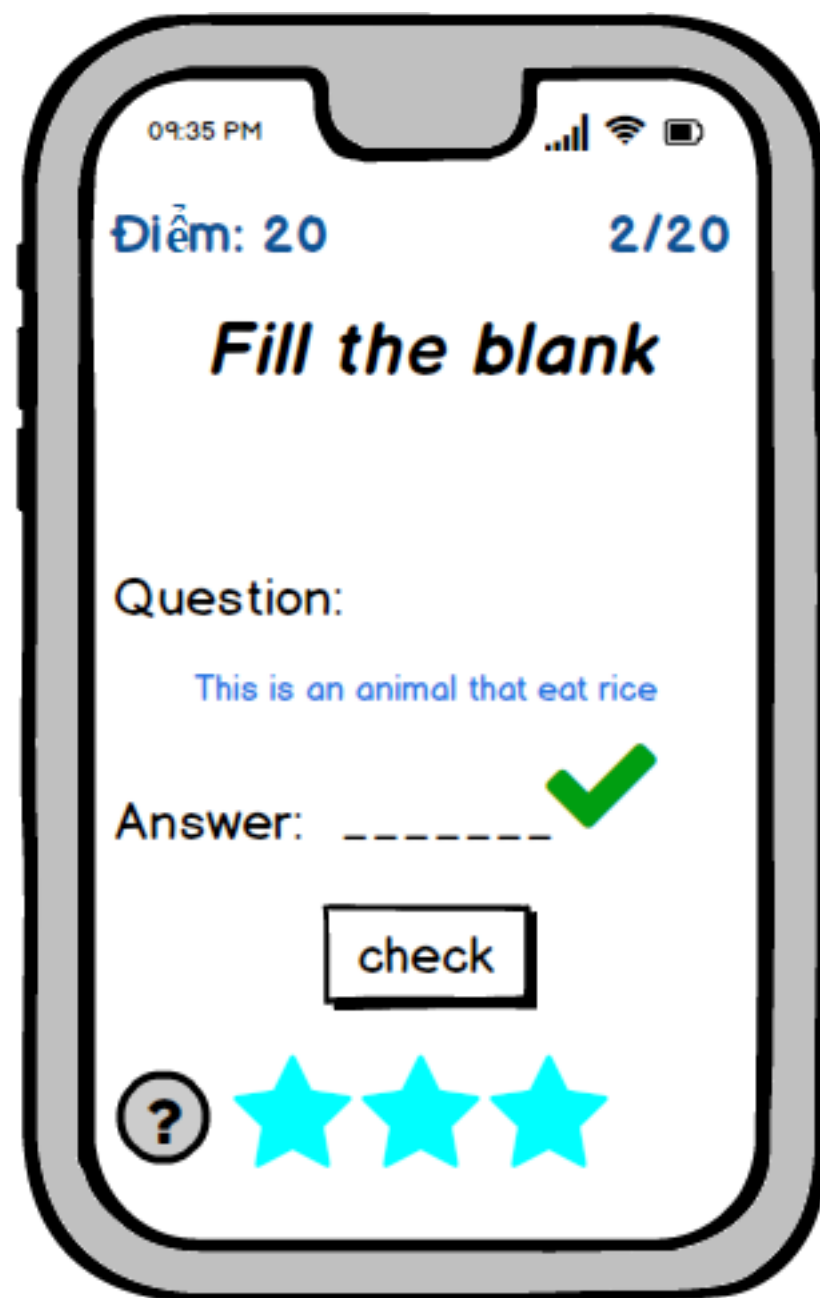 09:35 PM
Điểm: 20 2/20
Fill the blank
Question:
This is an animal that eat rice
Answer: _______
check
?